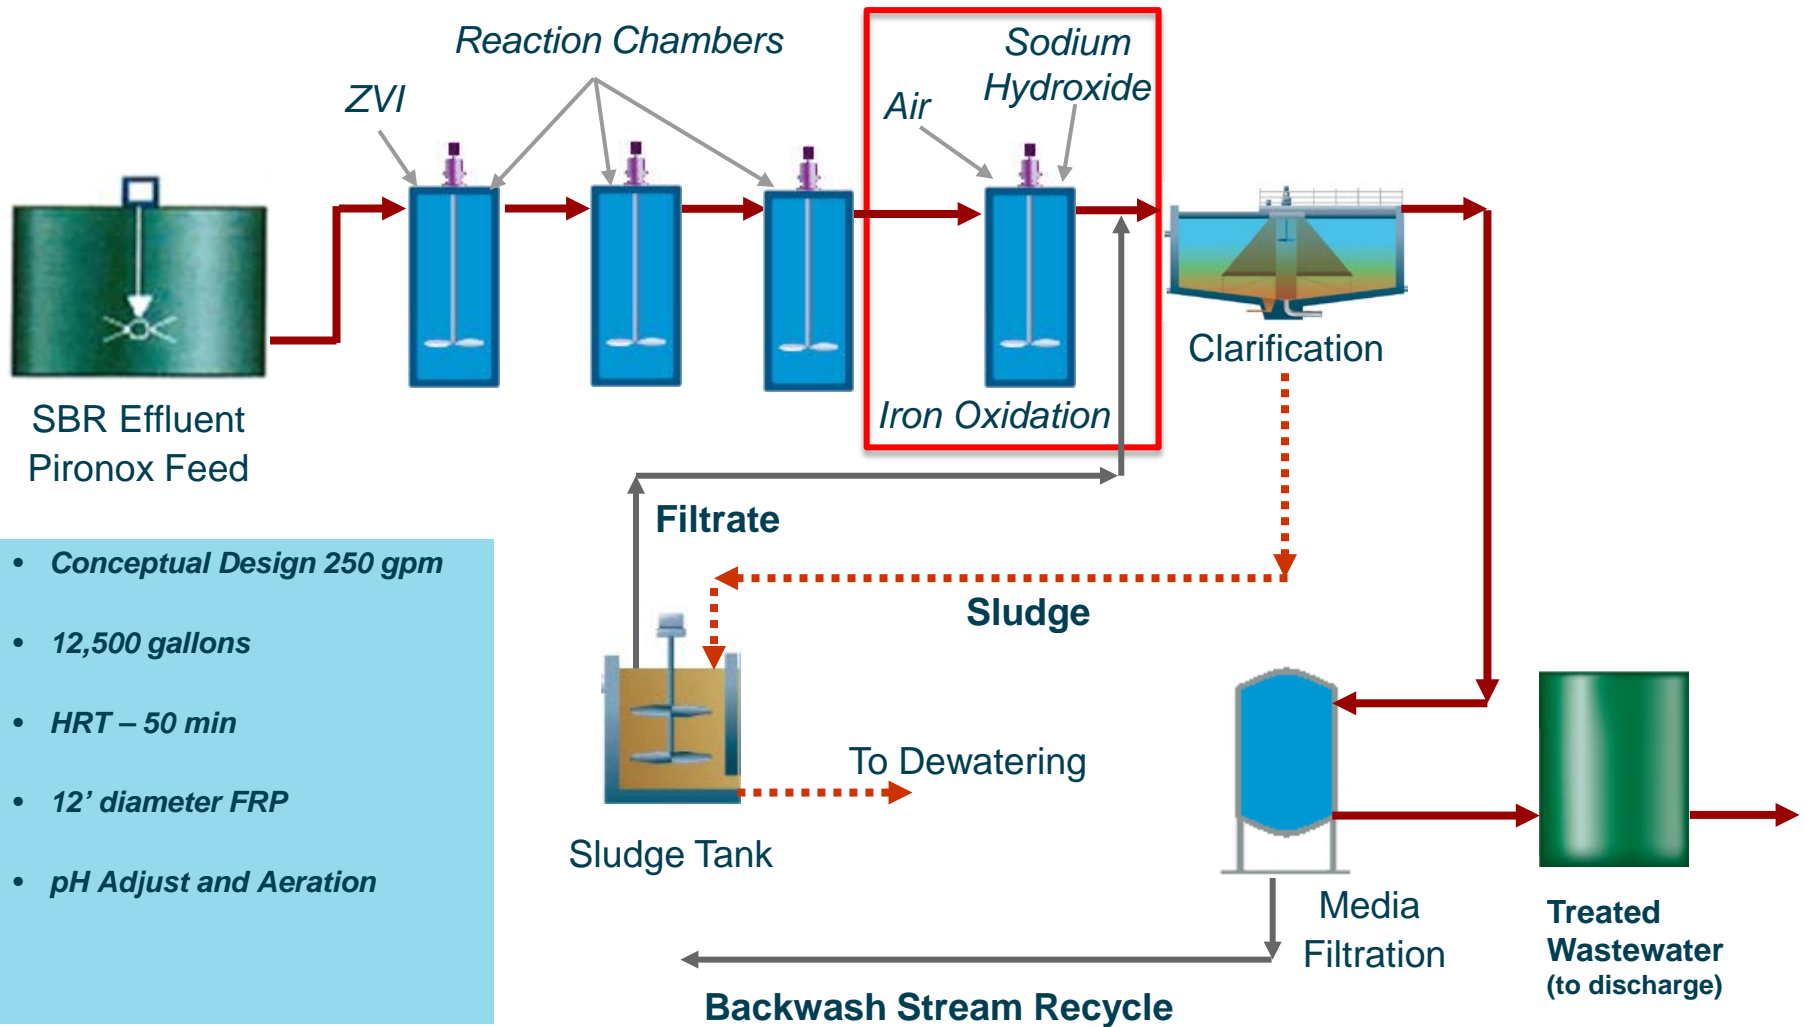 Reaction Chambers
ZVI
Air
Sodium
Hydroxide
SBR Effluent
Pironox Feed
Iron Oxidation
Clarification
Filtrate
Sludge
• Conceptual Design 250 gpm
• 12,500 gallons
• HRT – 50 min
• 12’ diameter FRP
• pH Adjust and Aeration
To Dewatering
Sludge Tank
Media
Filtration
Treated
Wastewater
(to discharge)
Backwash Stream Recycle